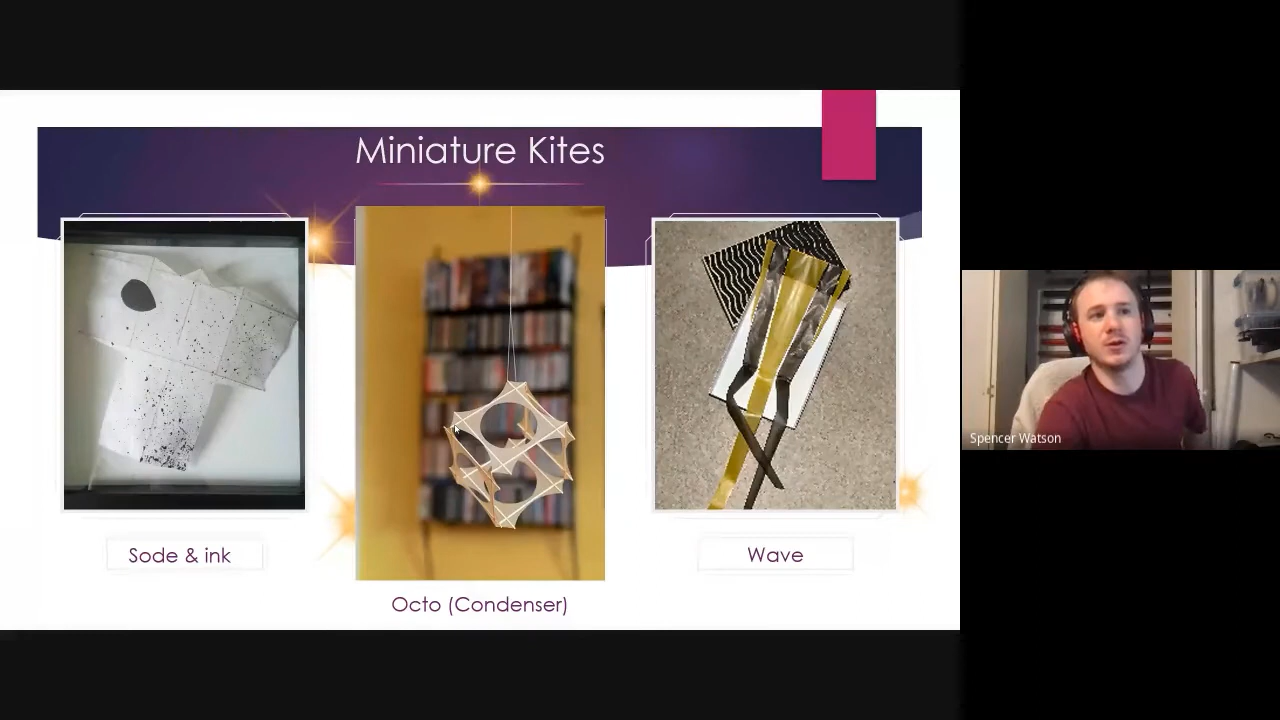 Miniature Kites
Sode & ink
Octo (Condenser)
Wave
Spencer Watson